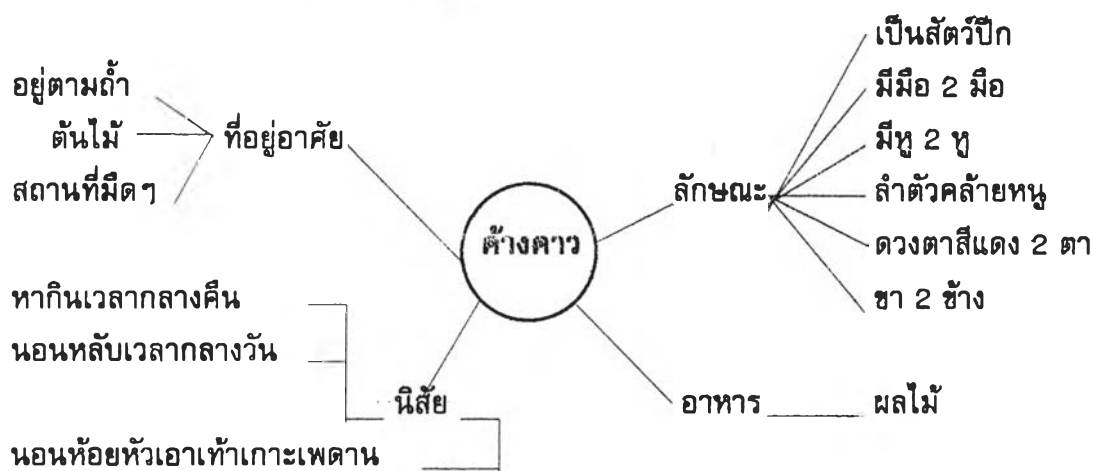 เป็นสัตว์ปีก
อยู่ตามถ้ำ
มีมือ 2 มือ
ต้นไม้
ที่อยู่อาศัย
มีหู 2 หู
สถานที่มืดๆ
ลักษณะ
ลำตัวคล้ายหนู
ค้างคาว
ดวงตาสีแดง 2 ตา
หากินเวลากลางคืน
ขา 2 ข้าง
นอนหลับเวลากลางวัน
นิสัย
อาหาร
ผลไม้
นอนห้อยหัวเอาเท้าเกาะเพดาน